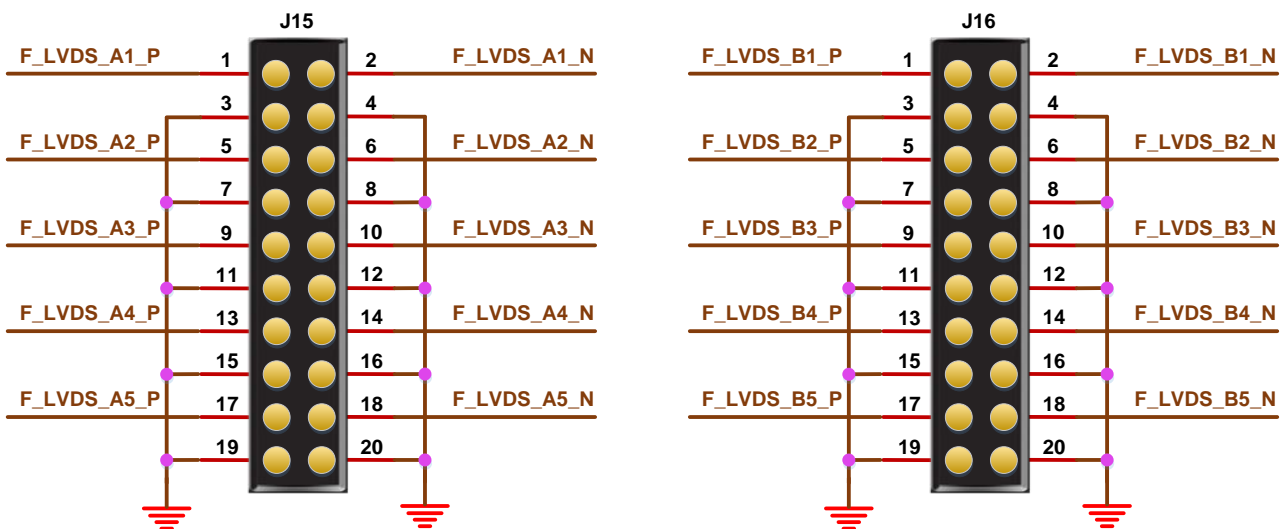 J15 J16
F_LVDS_A1_P 1 2 F_LVDS_A1_N F_LVDS_B1_P 1 2 F_LVDS_B1_N
3 4 3 4
F_LVDS_A2_P 5 6 F_LVDS_A2_N F_LVDS_B2_P 5 6 F_LVDS_B2_N
7 8 7 8
F_LVDS_A3_P 9 10 F_LVDS_A3_N F_LVDS_B3_P 9 10 F_LVDS_B3_N
11 12 11 12
F_LVDS_A4_P 13 14 F_LVDS_A4_N F_LVDS_B4_P 13 14 F_LVDS_B4_N
15 16 15 16
F_LVDS_A5_P 17 18 F_LVDS_A5_N F_LVDS_B5_P 17 18 F_LVDS_B5_N
19 20 19 20